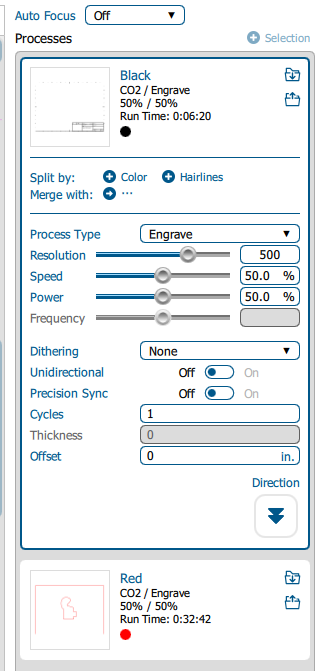 Auto Focus Off
Processes Selection
Black
CO2 / Engrave
50% / 50%
Run Time: 0:06:20
Split by: Color Hairlines
Merge with: ...
Process Type Engrave
Resolution 500
Speed 50.0 %
Power 50.0 %
Frequency
Dithering None
Unidirectional Off On
Precision Sync Off On
Cycles 1
Thickness 0
Offset 0 in.
Direction
Red
CO2 / Engrave
50% / 50%
Run Time: 0:32:42